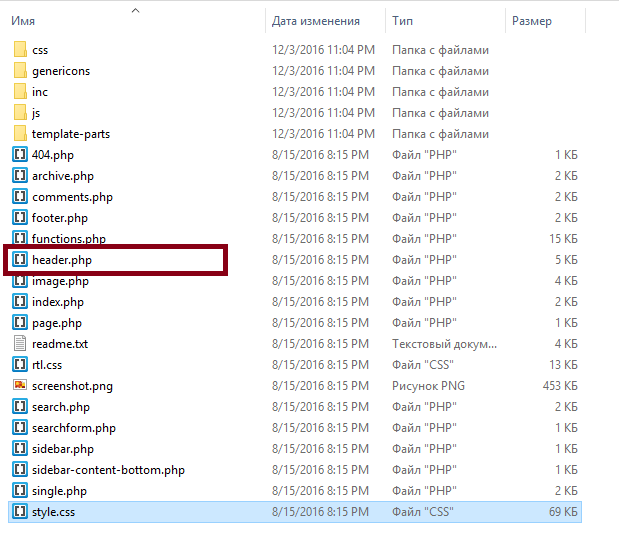 Имя Дата изменения Тип Размер
css 12/3/2016 11:04 PM Папка с файлами
genericons 12/3/2016 11:04 PM Папка с файлами
inc 12/3/2016 11:04 PM Папка с файлами
js 12/3/2016 11:04 PM Папка с файлами
template-parts 12/3/2016 11:04 PM Папка с файлами
404.php 8/15/2016 8:15 PM Файл "PHP" 1 КБ
archive.php 8/15/2016 8:15 PM Файл "PHP" 2 КБ
comments.php 8/15/2016 8:15 PM Файл "PHP" 2 КБ
footer.php 8/15/2016 8:15 PM Файл "PHP" 2 КБ
functions.php 8/15/2016 8:15 PM Файл "PHP" 15 КБ
header.php 8/15/2016 8:15 PM Файл "PHP" 5 КБ
image.php 8/15/2016 8:15 PM Файл "PHP" 4 КБ
index.php 8/15/2016 8:15 PM Файл "PHP" 2 КБ
page.php 8/15/2016 8:15 PM Файл "PHP" 1 КБ
readme.txt 8/15/2016 8:15 PM Текстовый докум... 4 КБ
rtl.css 8/15/2016 8:15 PM Файл "CSS" 13 КБ
screenshot.png 8/15/2016 8:15 PM Рисунок PNG 453 КБ
search.php 8/15/2016 8:15 PM Файл "PHP" 2 КБ
searchform.php 8/15/2016 8:15 PM Файл "PHP" 1 КБ
sidebar.php 8/15/2016 8:15 PM Файл "PHP" 1 КБ
sidebar-content-bottom.php 8/15/2016 8:15 PM Файл "PHP" 1 КБ
single.php 8/15/2016 8:15 PM Файл "PHP" 2 КБ
style.css 8/15/2016 8:15 PM Файл "CSS" 69 КБ